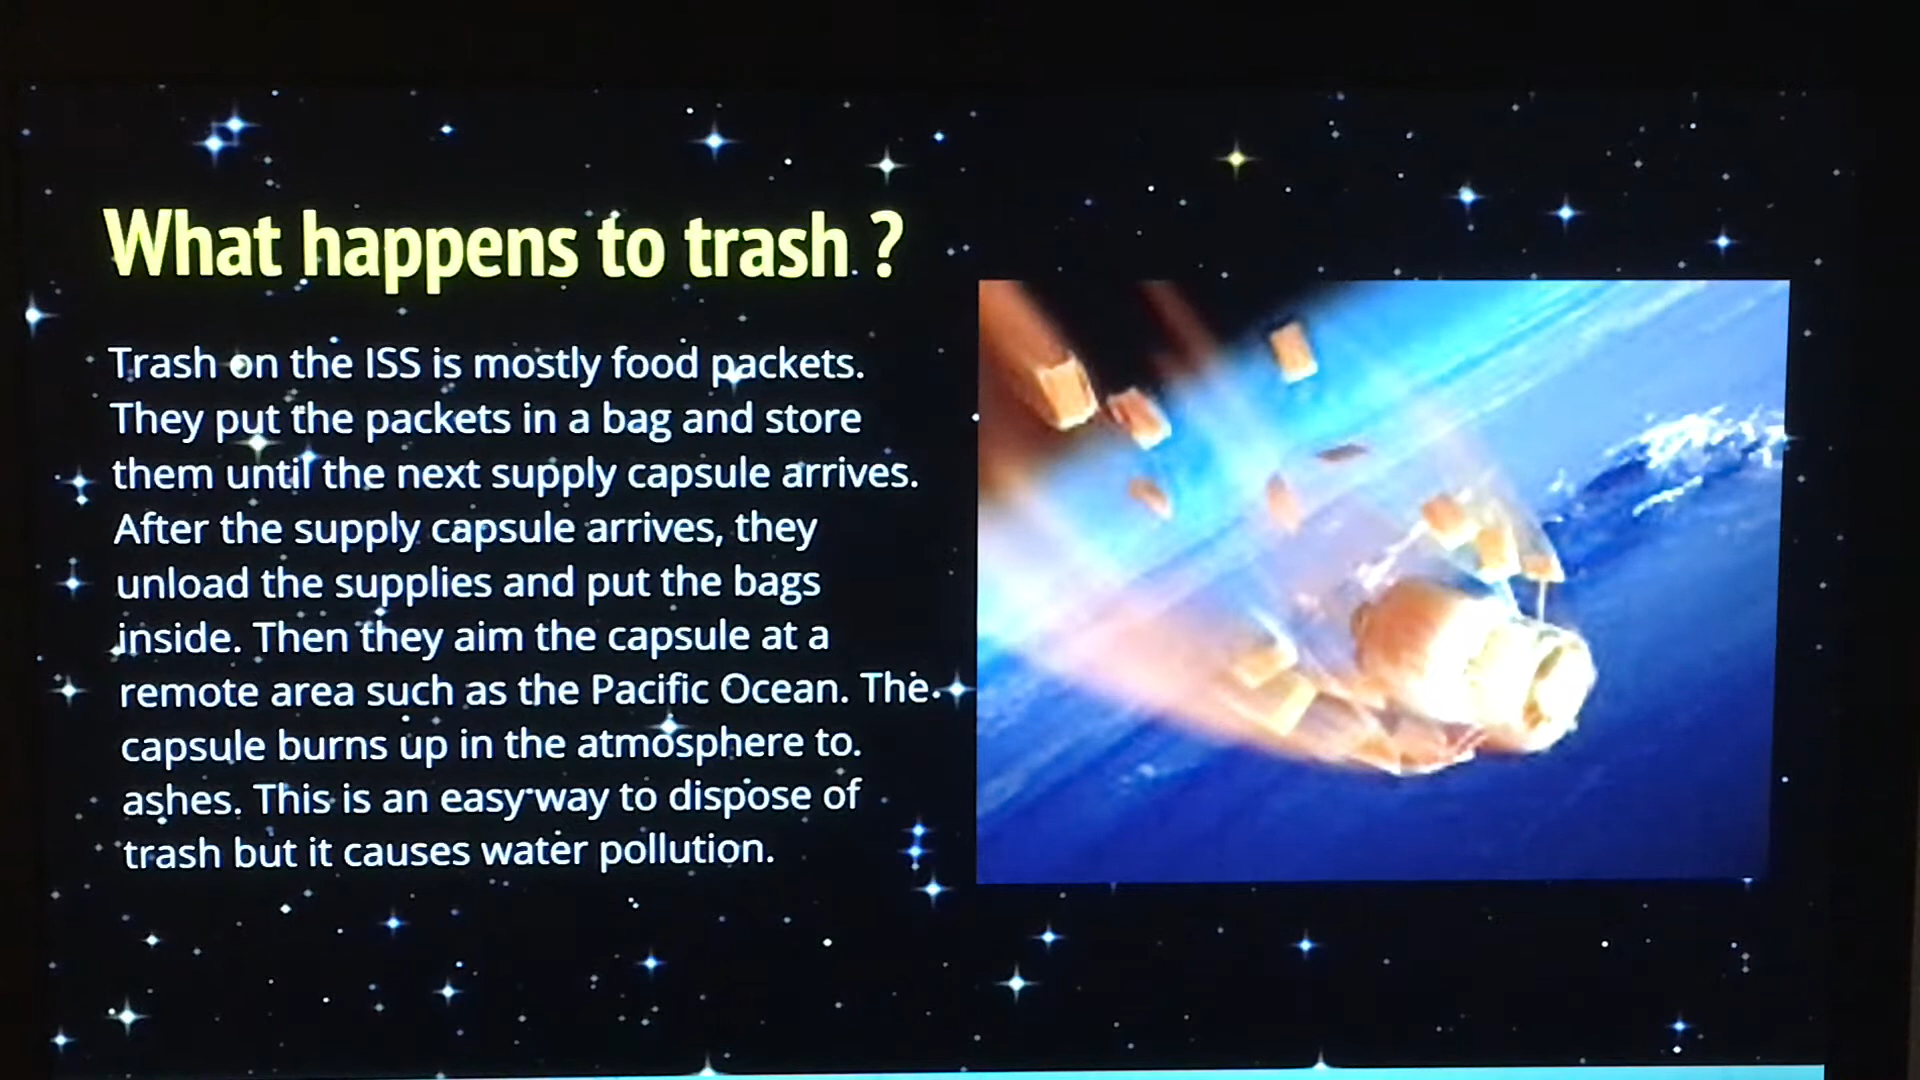 What happens to trash ?
Trash on the ISS is mostly food packets.
They put the packets in a bag and store
them until the next supply capsule arrives.
After the supply capsule arrives, they
unload the supplies and put the bags
inside. Then they aim the capsule at a
remote area such as the Pacific Ocean. The
capsule burns up in the atmosphere to
ashes. This is an easy way to dispose of
trash but it causes water pollution.